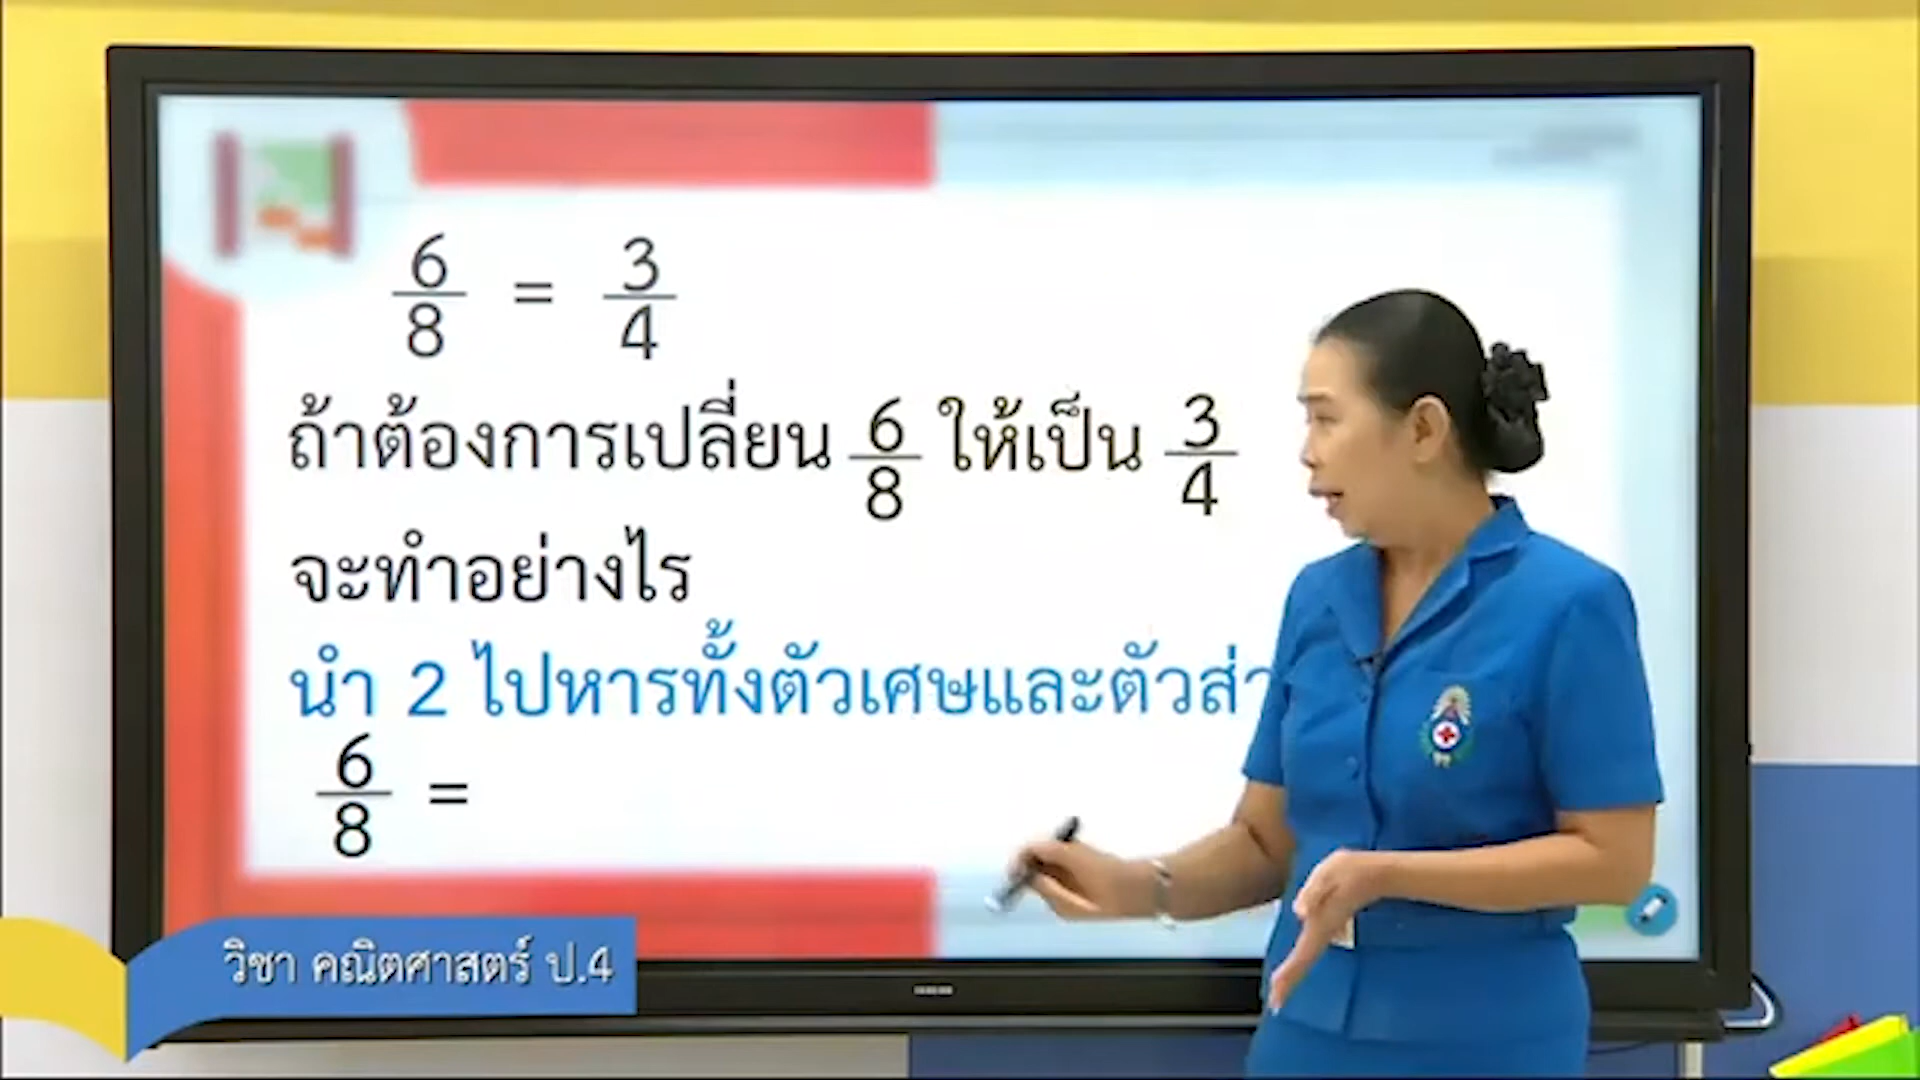 6/8 = 3/4
ถ้าต้องการเปลี่ยน 6/8 ให้เป็น 3/4
จะทำอย่างไร
นำ 2 ไปหารทั้งตัวเศษและตัว
6/8 =
วิชา คณิตศาสตร์ ป.4